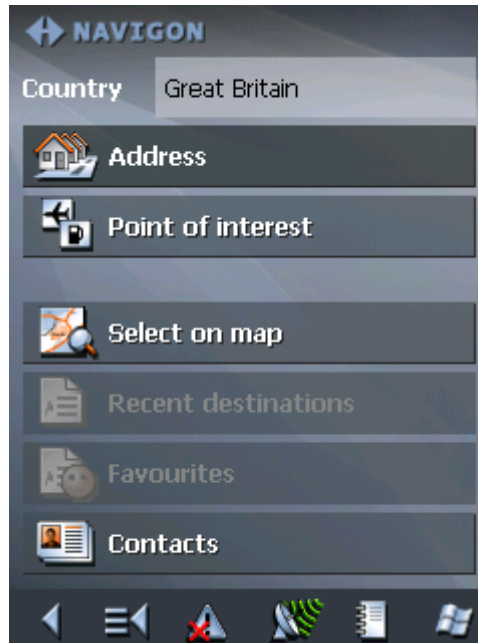 NAVIGON
Country Great Britain
Address
Point of interest
Select on map
Recent destinations
Favourites
Contacts